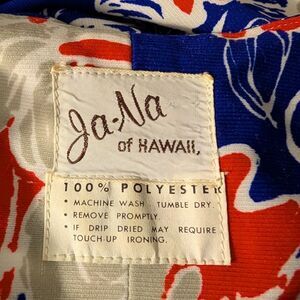 Ja-Na
of HAWAII,
100% POLYESTER
• MACHINE WASH TUMBLE DRY.
• REMOVE PROMPTLY.
• IF DRIP DRIED MAY REQUIRE
TOUCH-UP IRONING.